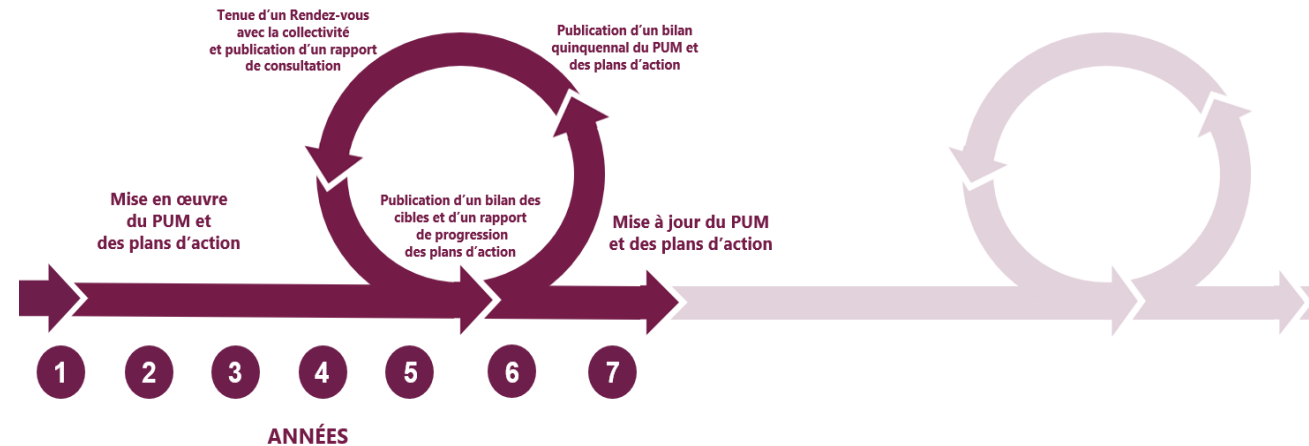 Tenue d'un Rendez-vous
avec la collectivité
et publication d'un rapport
de consultation
Publication d'un bilan
quinquennal du PUM et
des plans d'action
Mise en œuvre
du PUM et
des plans d'action
Publication d'un bilan des
cibles et d'un rapport
de progression
des plans d'action
Mise à jour du PUM
et des plans d'action
1 2 3 4 5 6 7
ANNÉES